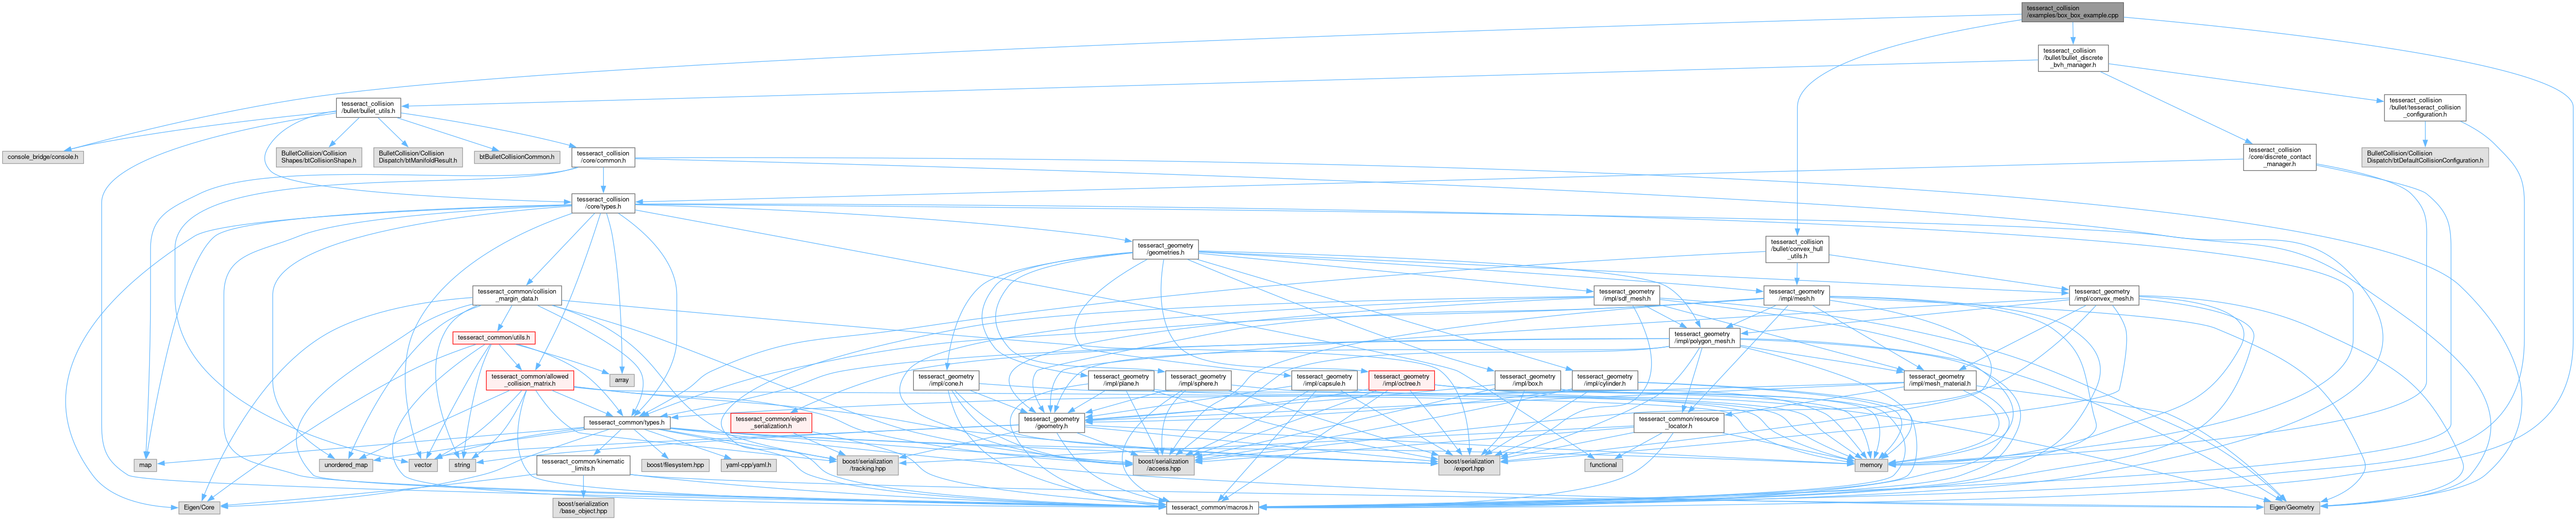 tesseract_collision
/examples/box_box_example.cpp
tesseract_collision
/bullet/bullet_discrete
_bvh_manager.h
tesseract_collision
/bullet/bullet_utils.h
tesseract_collision
/bullet/tesseract_collision
_configuration.h
console_bridge/console.h
BulletCollision/Collision
Shapes/btCollisionShape.h
BulletCollision/Collision
Dispatch/btManifoldResult.h
btBulletCollisionCommon.h
tesseract_collision
/core/common.h
tesseract_collision
/core/discrete_contact
_manager.h
BulletCollision/Collision
Dispatch/btDefaultCollisionConfiguration.h
tesseract_collision
/core/types.h
tesseract_geometry
/geometries.h
tesseract_collision
/bullet/convex_hull
_utils.h
tesseract_common/collision
_margin_data.h
tesseract_geometry
/impl/sdf_mesh.h
tesseract_geometry
/impl/mesh.h
tesseract_geometry
/impl/convex_mesh.h
tesseract_common/utils.h
tesseract_geometry
/impl/polygon_mesh.h
tesseract_common/allowed
_collision_matrix.h
array
tesseract_geometry
/impl/cone.h
tesseract_geometry
/impl/plane.h
tesseract_geometry
/impl/sphere.h
tesseract_geometry
/impl/capsule.h
tesseract_geometry
/impl/octree.h
tesseract_geometry
/impl/box.h
tesseract_geometry
/impl/cylinder.h
tesseract_geometry
/impl/mesh_material.h
tesseract_common/types.h
tesseract_common/eigen
_serialization.h
tesseract_geometry
/geometry.h
tesseract_common/resource
_locator.h
map
unordered_map
vector
string
tesseract_common/kinematic
_limits.h
boost/filesystem.hpp
yaml-cpp/yaml.h
boost/serialization
/tracking.hpp
boost/serialization
/access.hpp
boost/serialization
/export.hpp
functional
memory
Eigen/Core
boost/serialization
/base_object.hpp
tesseract_common/macros.h
Eigen/Geometry